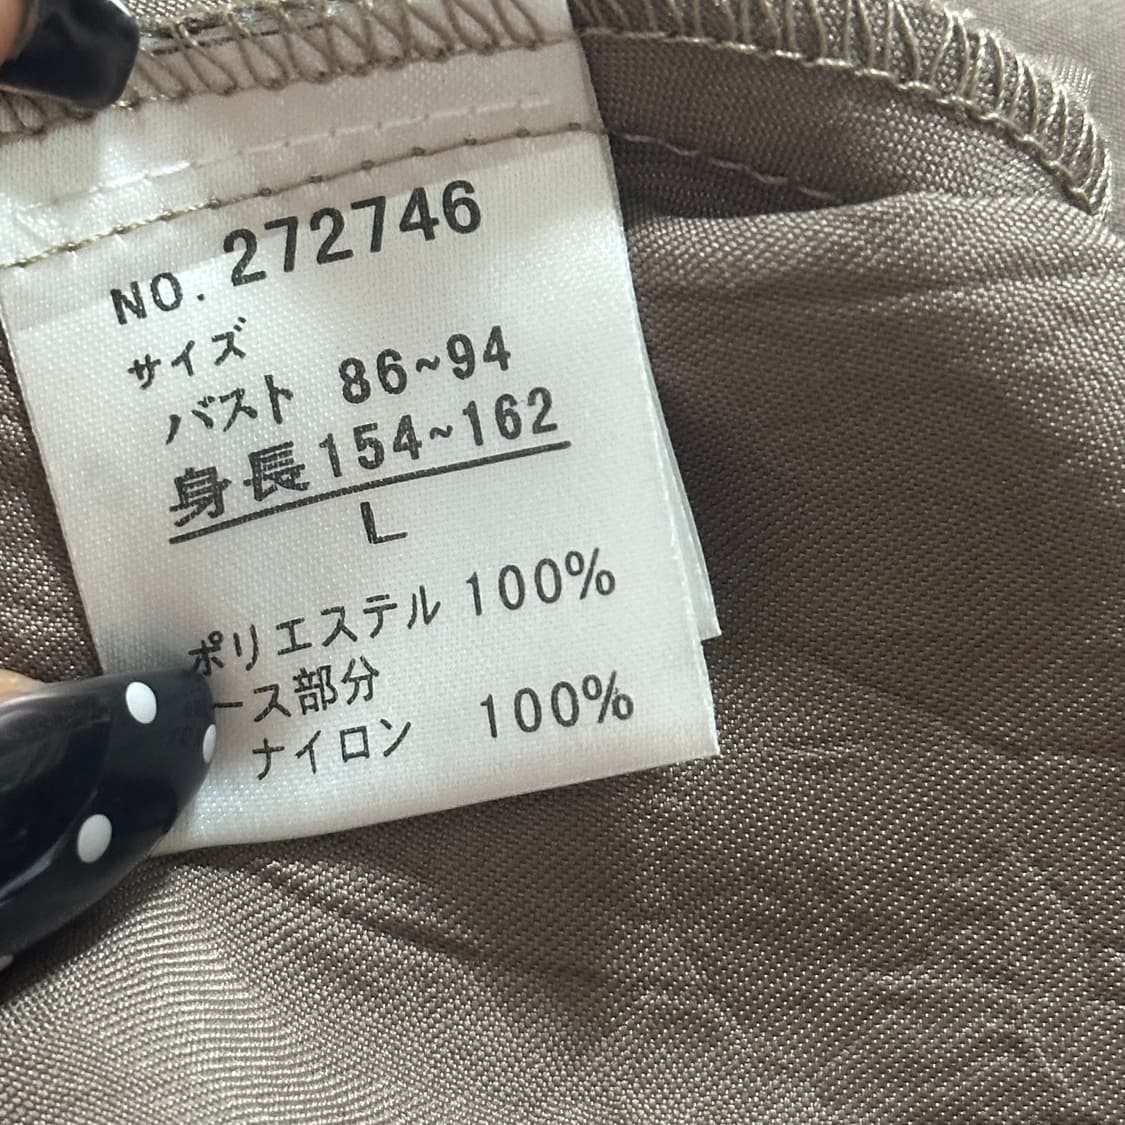 NO. 272746
サイズ
バスト 86~94
身長154~162
L
ポリエステル 100%
ース部分
ナイロン 100%